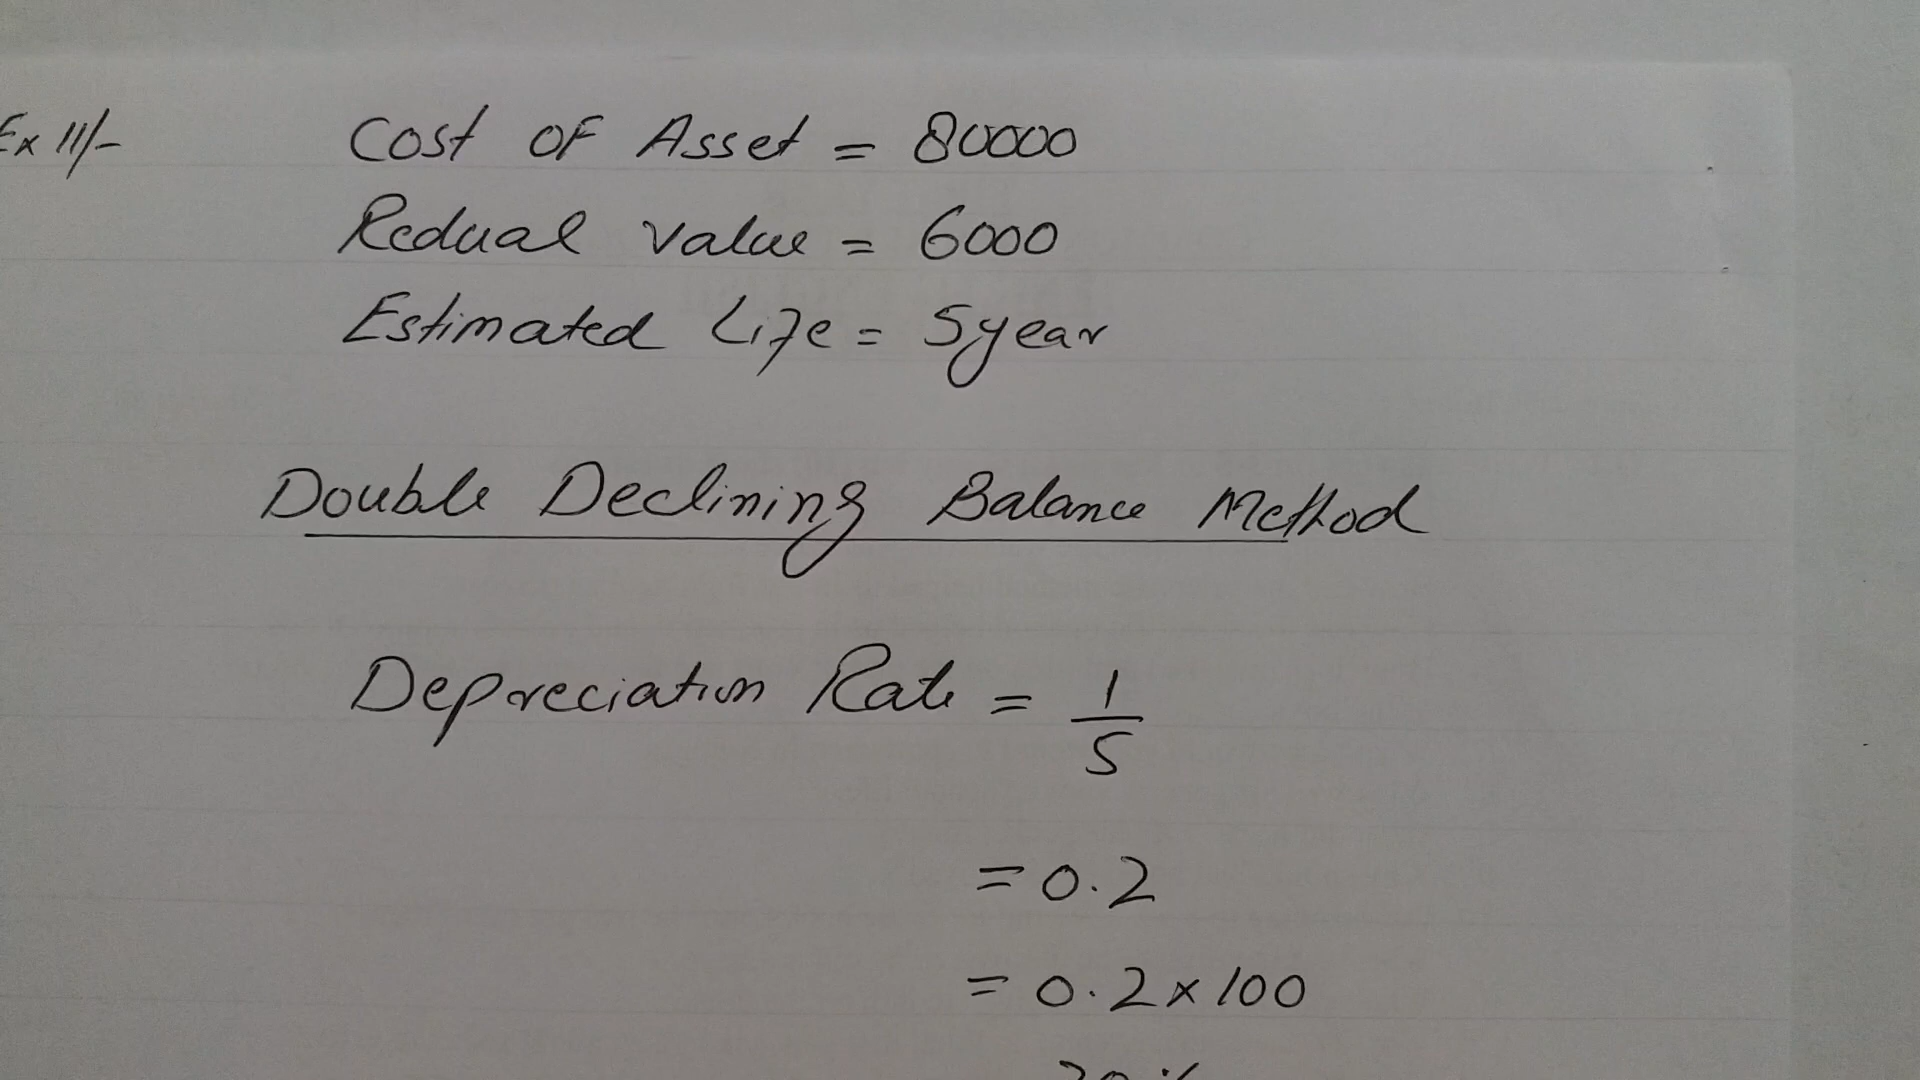 Ex 11/-
Cost OF Asset = 80000
Redual value = 6000
Estimated Life = 5year
Double Declining Balance Method
Depreciation Rate = 1/5
= 0.2
= 0.2 x 100
20%